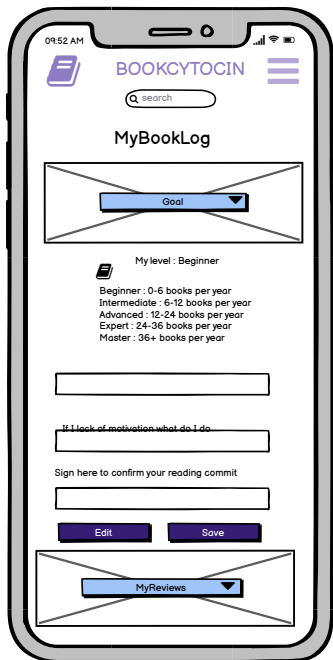 09:52 AM
BOOKCYTOCIN
search
MyBookLog
Goal
My level : Beginner
Beginner : 0-6 books per year
Intermediate : 6-12 books per year
Advanced : 12-24 books per year
Expert : 24-36 books per year
Master : 36+ books per year
If I lack of motivation what do I do
Sign here to confirm your reading commit
Edit
Save
MyReviews